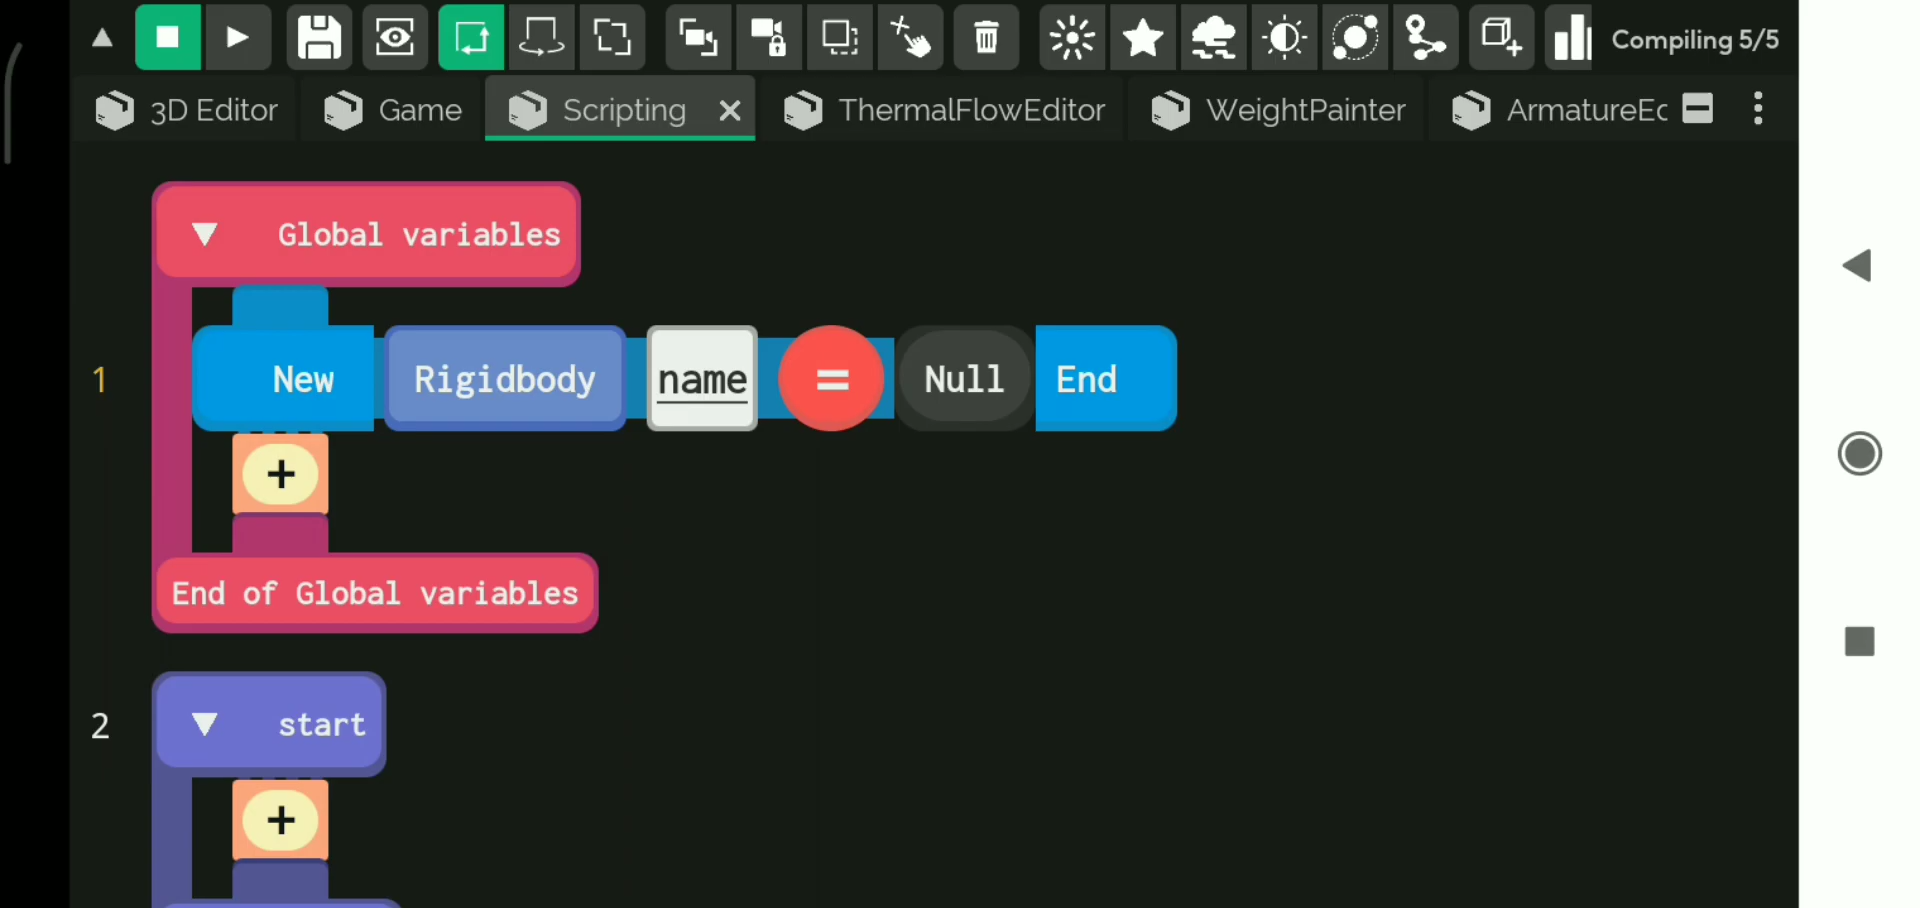 Compiling 5/5
3D Editor Game Scripting ThermalFlowEditor WeightPainter ArmatureEc
Global variables
1 New Rigidbody name = Null End
+
End of Global variables
2 start
+